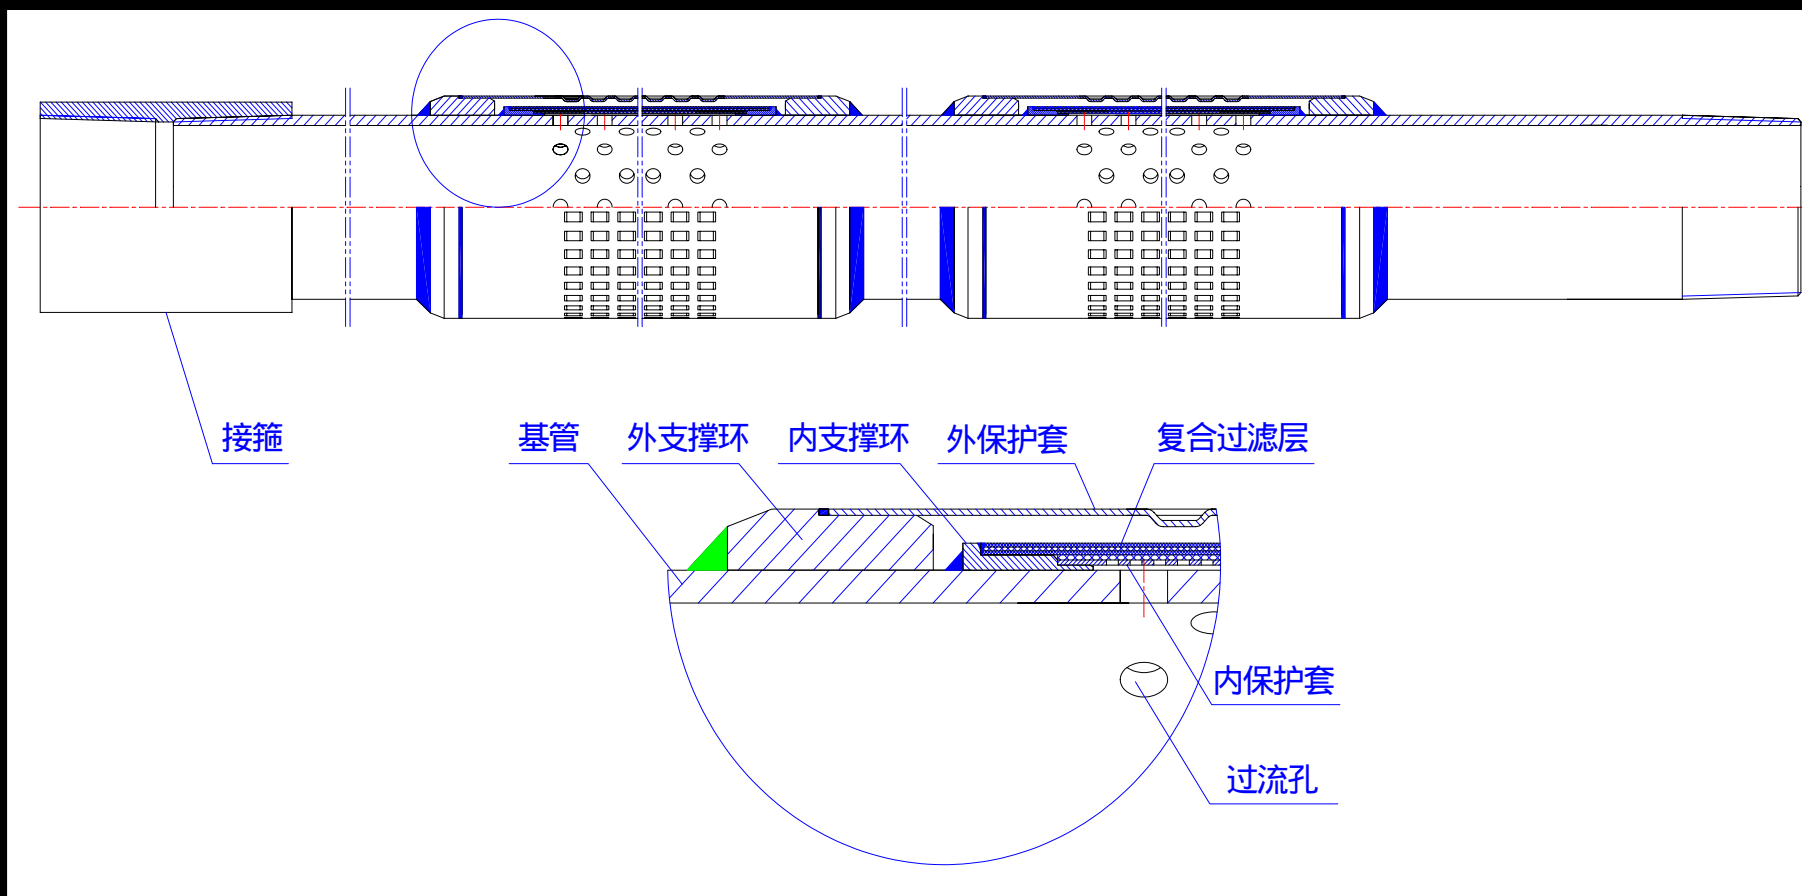 接箍
基管
外支撑环
内支撑环
外保护套
复合过滤层
内保护套
过流孔